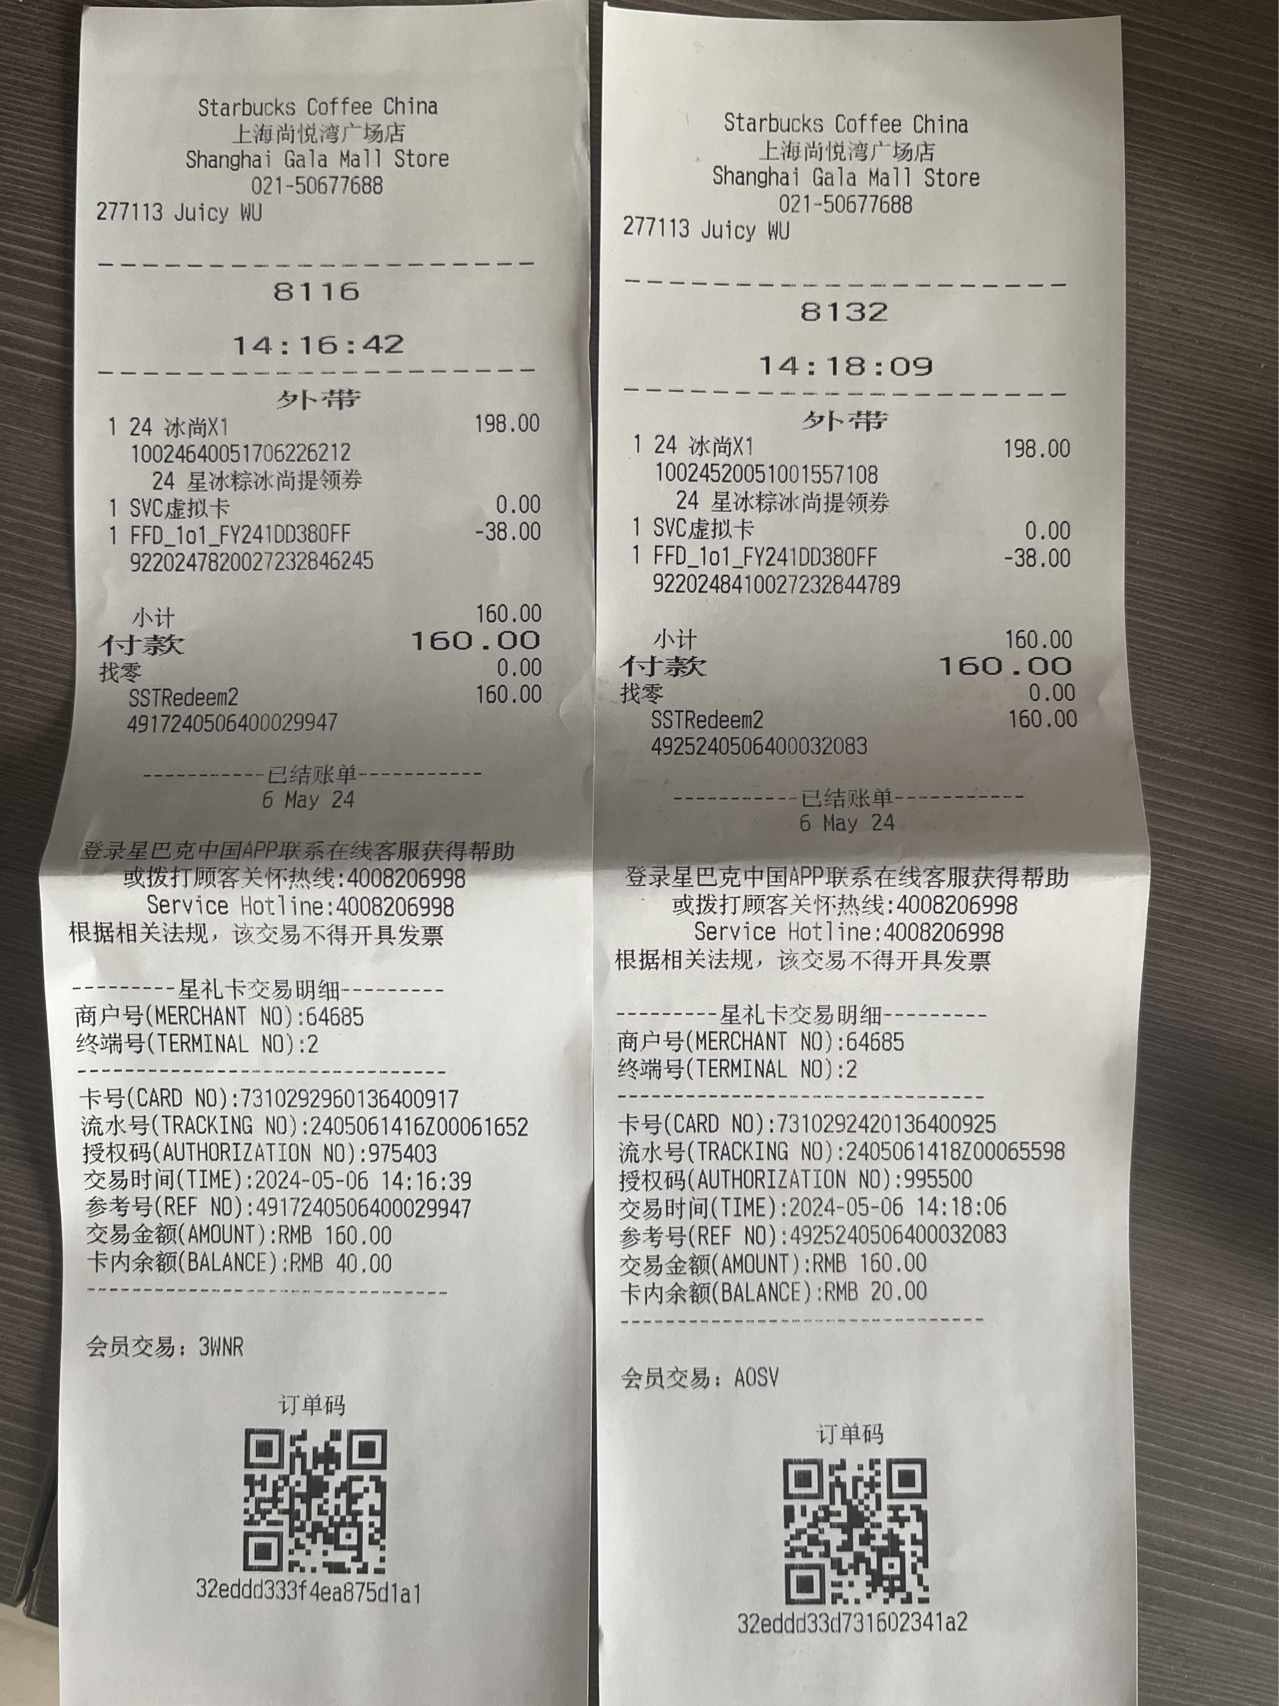 Starbucks Coffee China
上海尚悦湾广场店
Shanghai Gala Mall Store
021-50677688
277113 Juicy WU
8116
14:16:42
外带
1 24 冰尚X1 198.00
10024640051706226212
24 星冰粽冰尚提领券
1 SVC虚拟卡 0.00
1 FFD_1o1_FY241DD380FF -38.00
92202478200272328​46245
小计 160.00
付款 160.00
找零 0.00
SSTRedeem2 160.00
4917240506400029947
-----------已结账单-----------
6 May 24
登录星巴克中国APP联系在线客服获得帮助
或拨打顾客关怀热线:4008206998
Service Hotline:4008206998
根据相关法规，该交易不得开具发票
---------星礼卡交易明细---------
商户号(MERCHANT NO):64685
终端号(TERMINAL NO):2
卡号(CARD NO):7310292960136400917
流水号(TRACKING NO):2405061416Z00061652
授权码(AUTHORIZATION NO):975403
交易时间(TIME):2024-05-06 14:16:39
参考号(REF NO):4917240506400029947
交易金额(AMOUNT):RMB 160.00
卡内余额(BALANCE):RMB 40.00
会员交易: 3WNR
订单码
32eddd333f4ea875d1a1
Starbucks Coffee China
上海尚悦湾广场店
Shanghai Gala Mall Store
021-50677688
277113 Juicy WU
8132
14:18:09
外带
1 24 冰尚X1 198.00
10024520051001557108
24 星冰粽冰尚提领券
1 SVC虚拟卡 0.00
1 FFD_1o1_FY241DD380FF -38.00
9220248410027232844789
小计 160.00
付款 160.00
找零 0.00
SSTRedeem2 160.00
4925240506400032083
-----------已结账单-----------
6 May 24
登录星巴克中国APP联系在线客服获得帮助
或拨打顾客关怀热线:4008206998
Service Hotline:4008206998
根据相关法规，该交易不得开具发票
---------星礼卡交易明细---------
商户号(MERCHANT NO):64685
终端号(TERMINAL NO):2
卡号(CARD NO):7310292420136400925
流水号(TRACKING NO):2405061418Z00065598
授权码(AUTHORIZATION NO):995500
交易时间(TIME):2024-05-06 14:18:06
参考号(REF NO):4925240506400032083
交易金额(AMOUNT):RMB 160.00
卡内余额(BALANCE):RMB 20.00
会员交易: A0SV
订单码
32eddd33d731602341a2